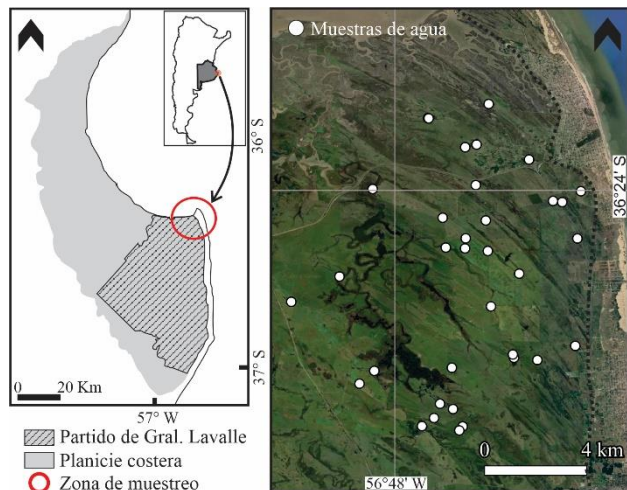 36° S
37° S
0 20 Km
57° W
Partido de Gral. Lavalle
Planicie costera
Zona de muestreo
Muestras de agua
36°24' S
0 4 km
56°48' W